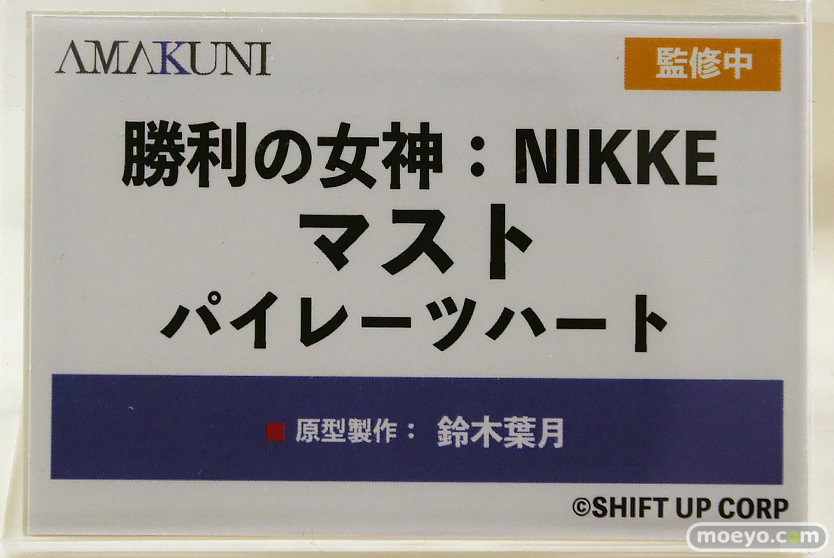 AMAKUNI
監修中
勝利の女神：NIKKE
マスト
パイレーツハート
■原型製作： 鈴木葉月
©SHIFT UP CORP
moeyo.com